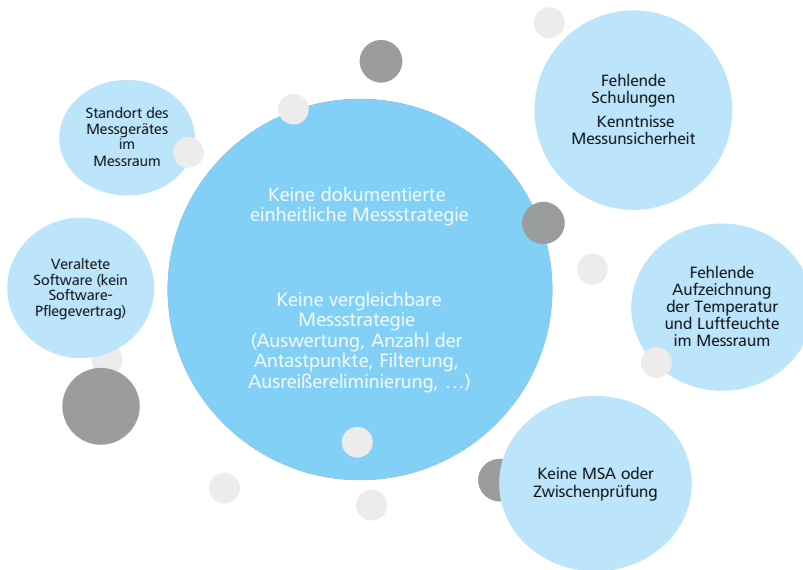 Standort des
Messgerätes
im
Messraum
Veraltete
Software (kein
Software-
Pflegevertrag)
Keine dokumentierte
einheitliche Messstrategie
Keine vergleichbare
Messstrategie
(Auswertung, Anzahl der
Antastpunkte, Filterung,
Ausreißereliminierung, …)
Fehlende
Schulungen
Kenntnisse
Messunsicherheit
Fehlende
Aufzeichnung
der Temperatur
und Luftfeuchte
im Messraum
Keine MSA oder
Zwischenprüfung